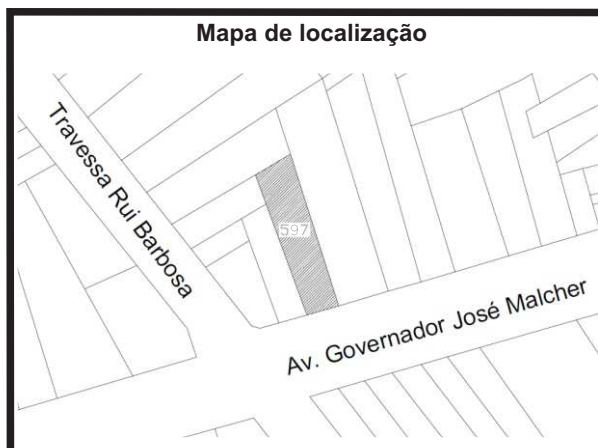 Mapa de localização
Travessa Rui Barbosa
597
Av. Governador José Malcher